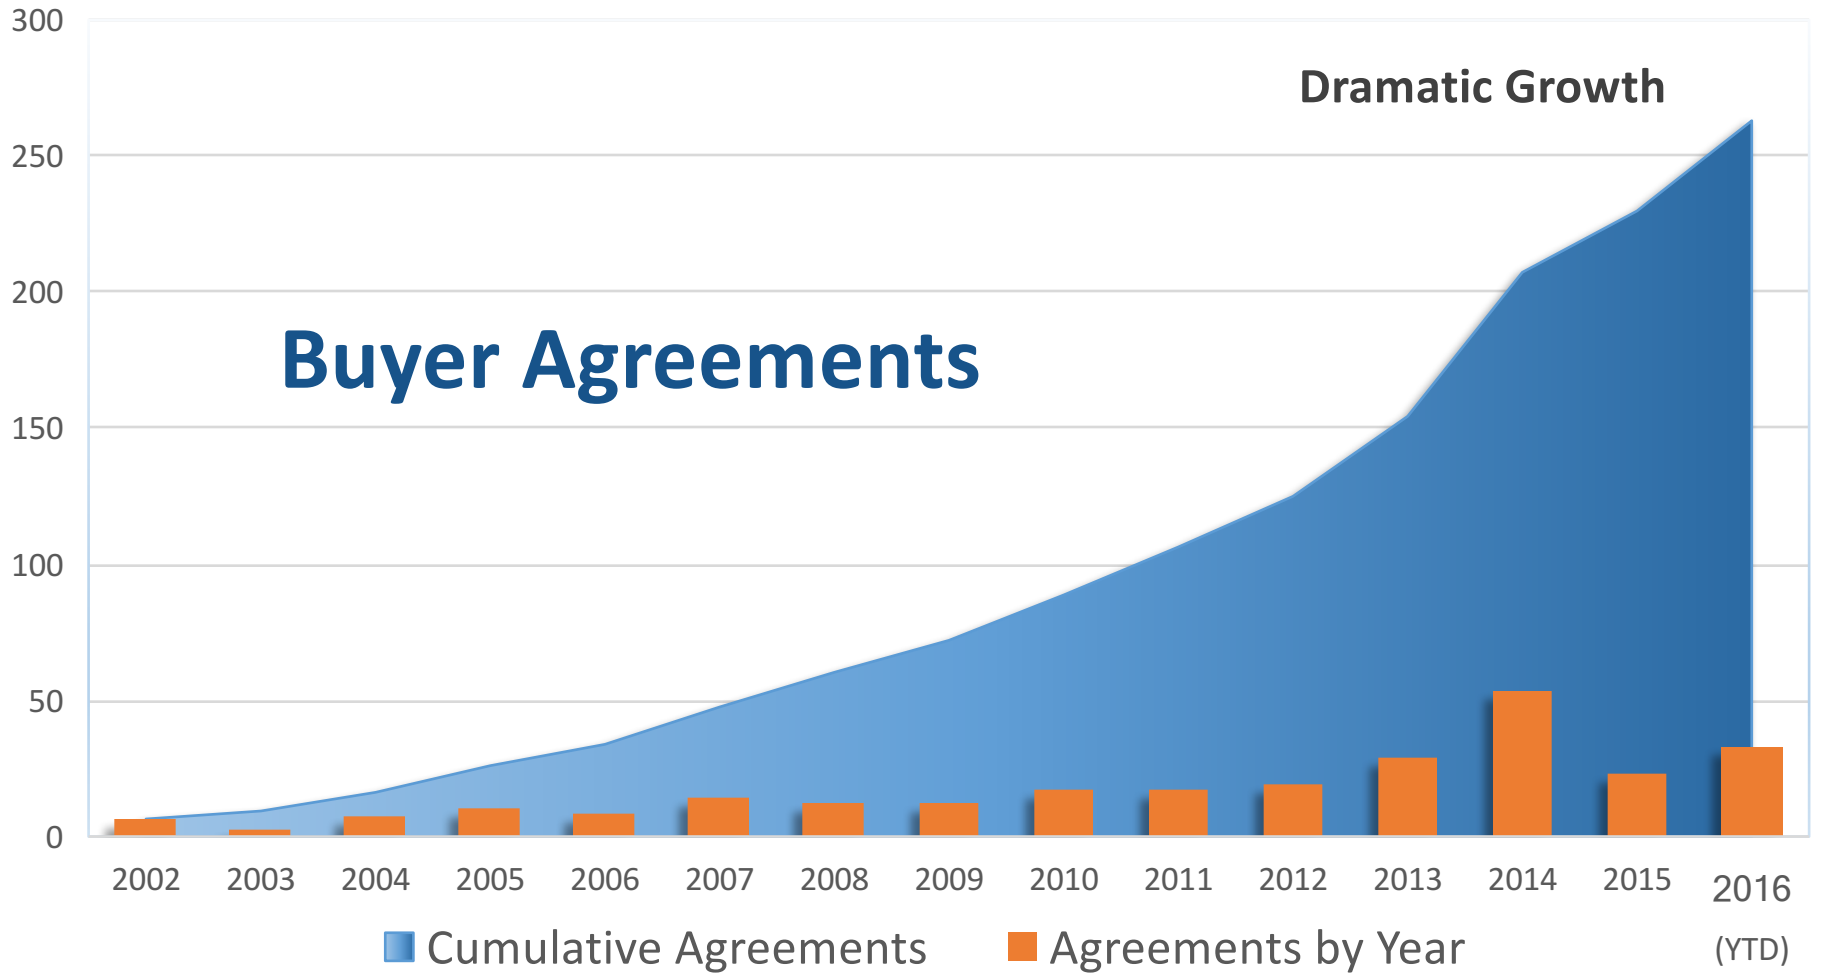 300
Dramatic Growth
250
200
Buyer Agreements
150
100
50
0
2002 2003 2004 2005 2006 2007 2008 2009 2010 2011 2012 2013 2014 2015 2016
Cumulative Agreements Agreements by Year (YTD)